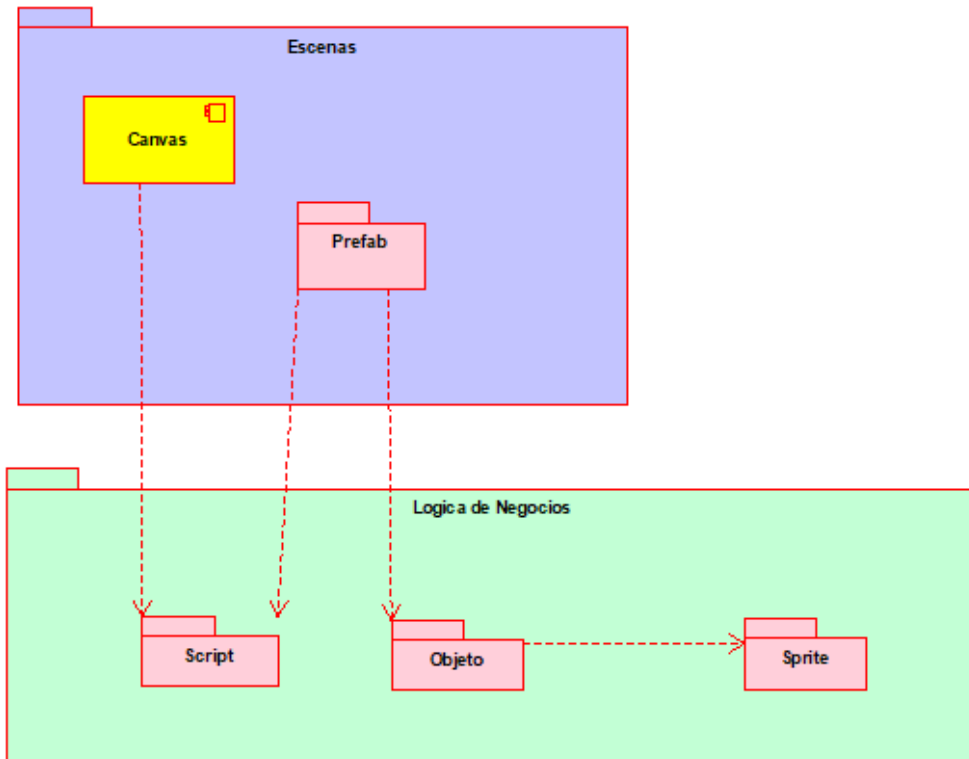 Escenas
Canvas
Prefab
Logica de Negocios
Script
Objeto
Sprite